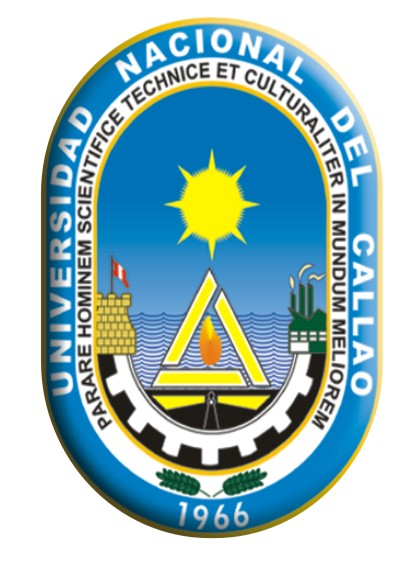 UNIVERSIDAD NACIONAL DEL CALLAO
PARARE HOMINEM SCIENTIFICE TECHNICE ET CULTURALITER IN MUNDUM MELIOREM
1966